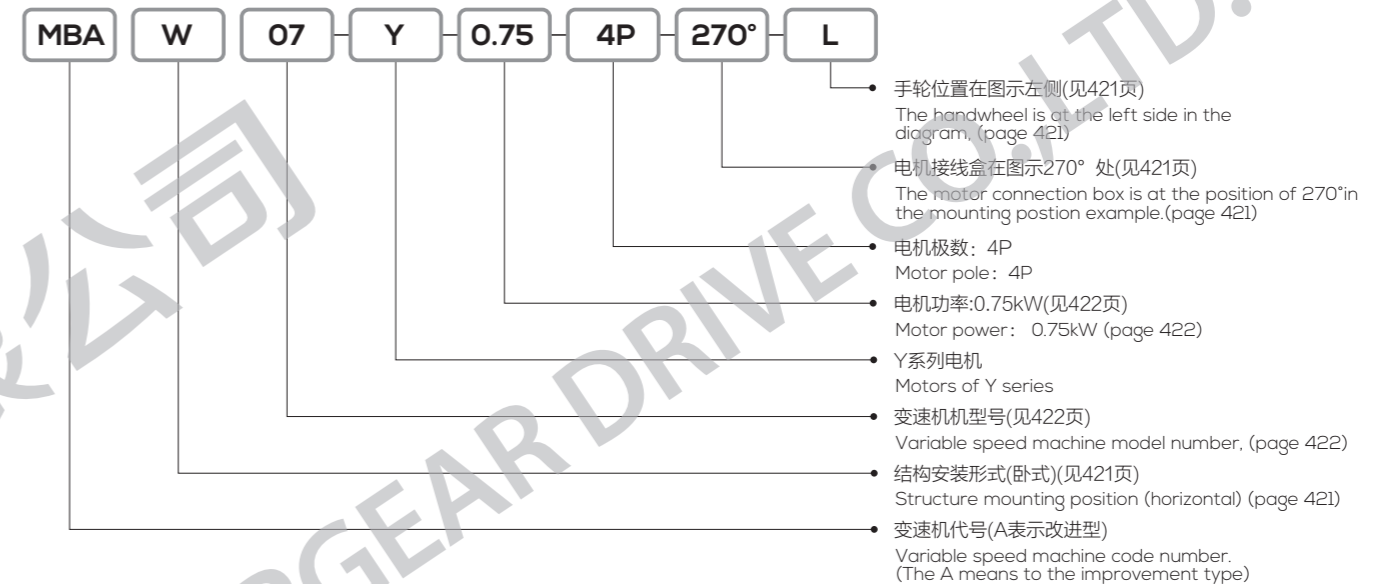 MBA W 07 Y 0.75 4P 270° L
手轮位置在图示左侧(见421页)
The handwheel is at the left side in the
diagram, (page 421)
电机接线盒在图示270° 处(见421页)
The motor connection box is at the position of 270°in
the mounting postion example.(page 421)
电机极数：4P
Motor pole：4P
电机功率:0.75kW(见422页)
Motor power： 0.75kW (page 422)
Y系列电机
Motors of Y series
变速机机型号(见422页)
Variable speed machine model number, (page 422)
结构安装形式(卧式)(见421页)
Structure mounting position (horizontal) (page 421)
变速机代号(A表示改进型)
Variable speed machine code number.
(The A means to the improvement type)
公司
GEAR DRIVE CO.,LTD.